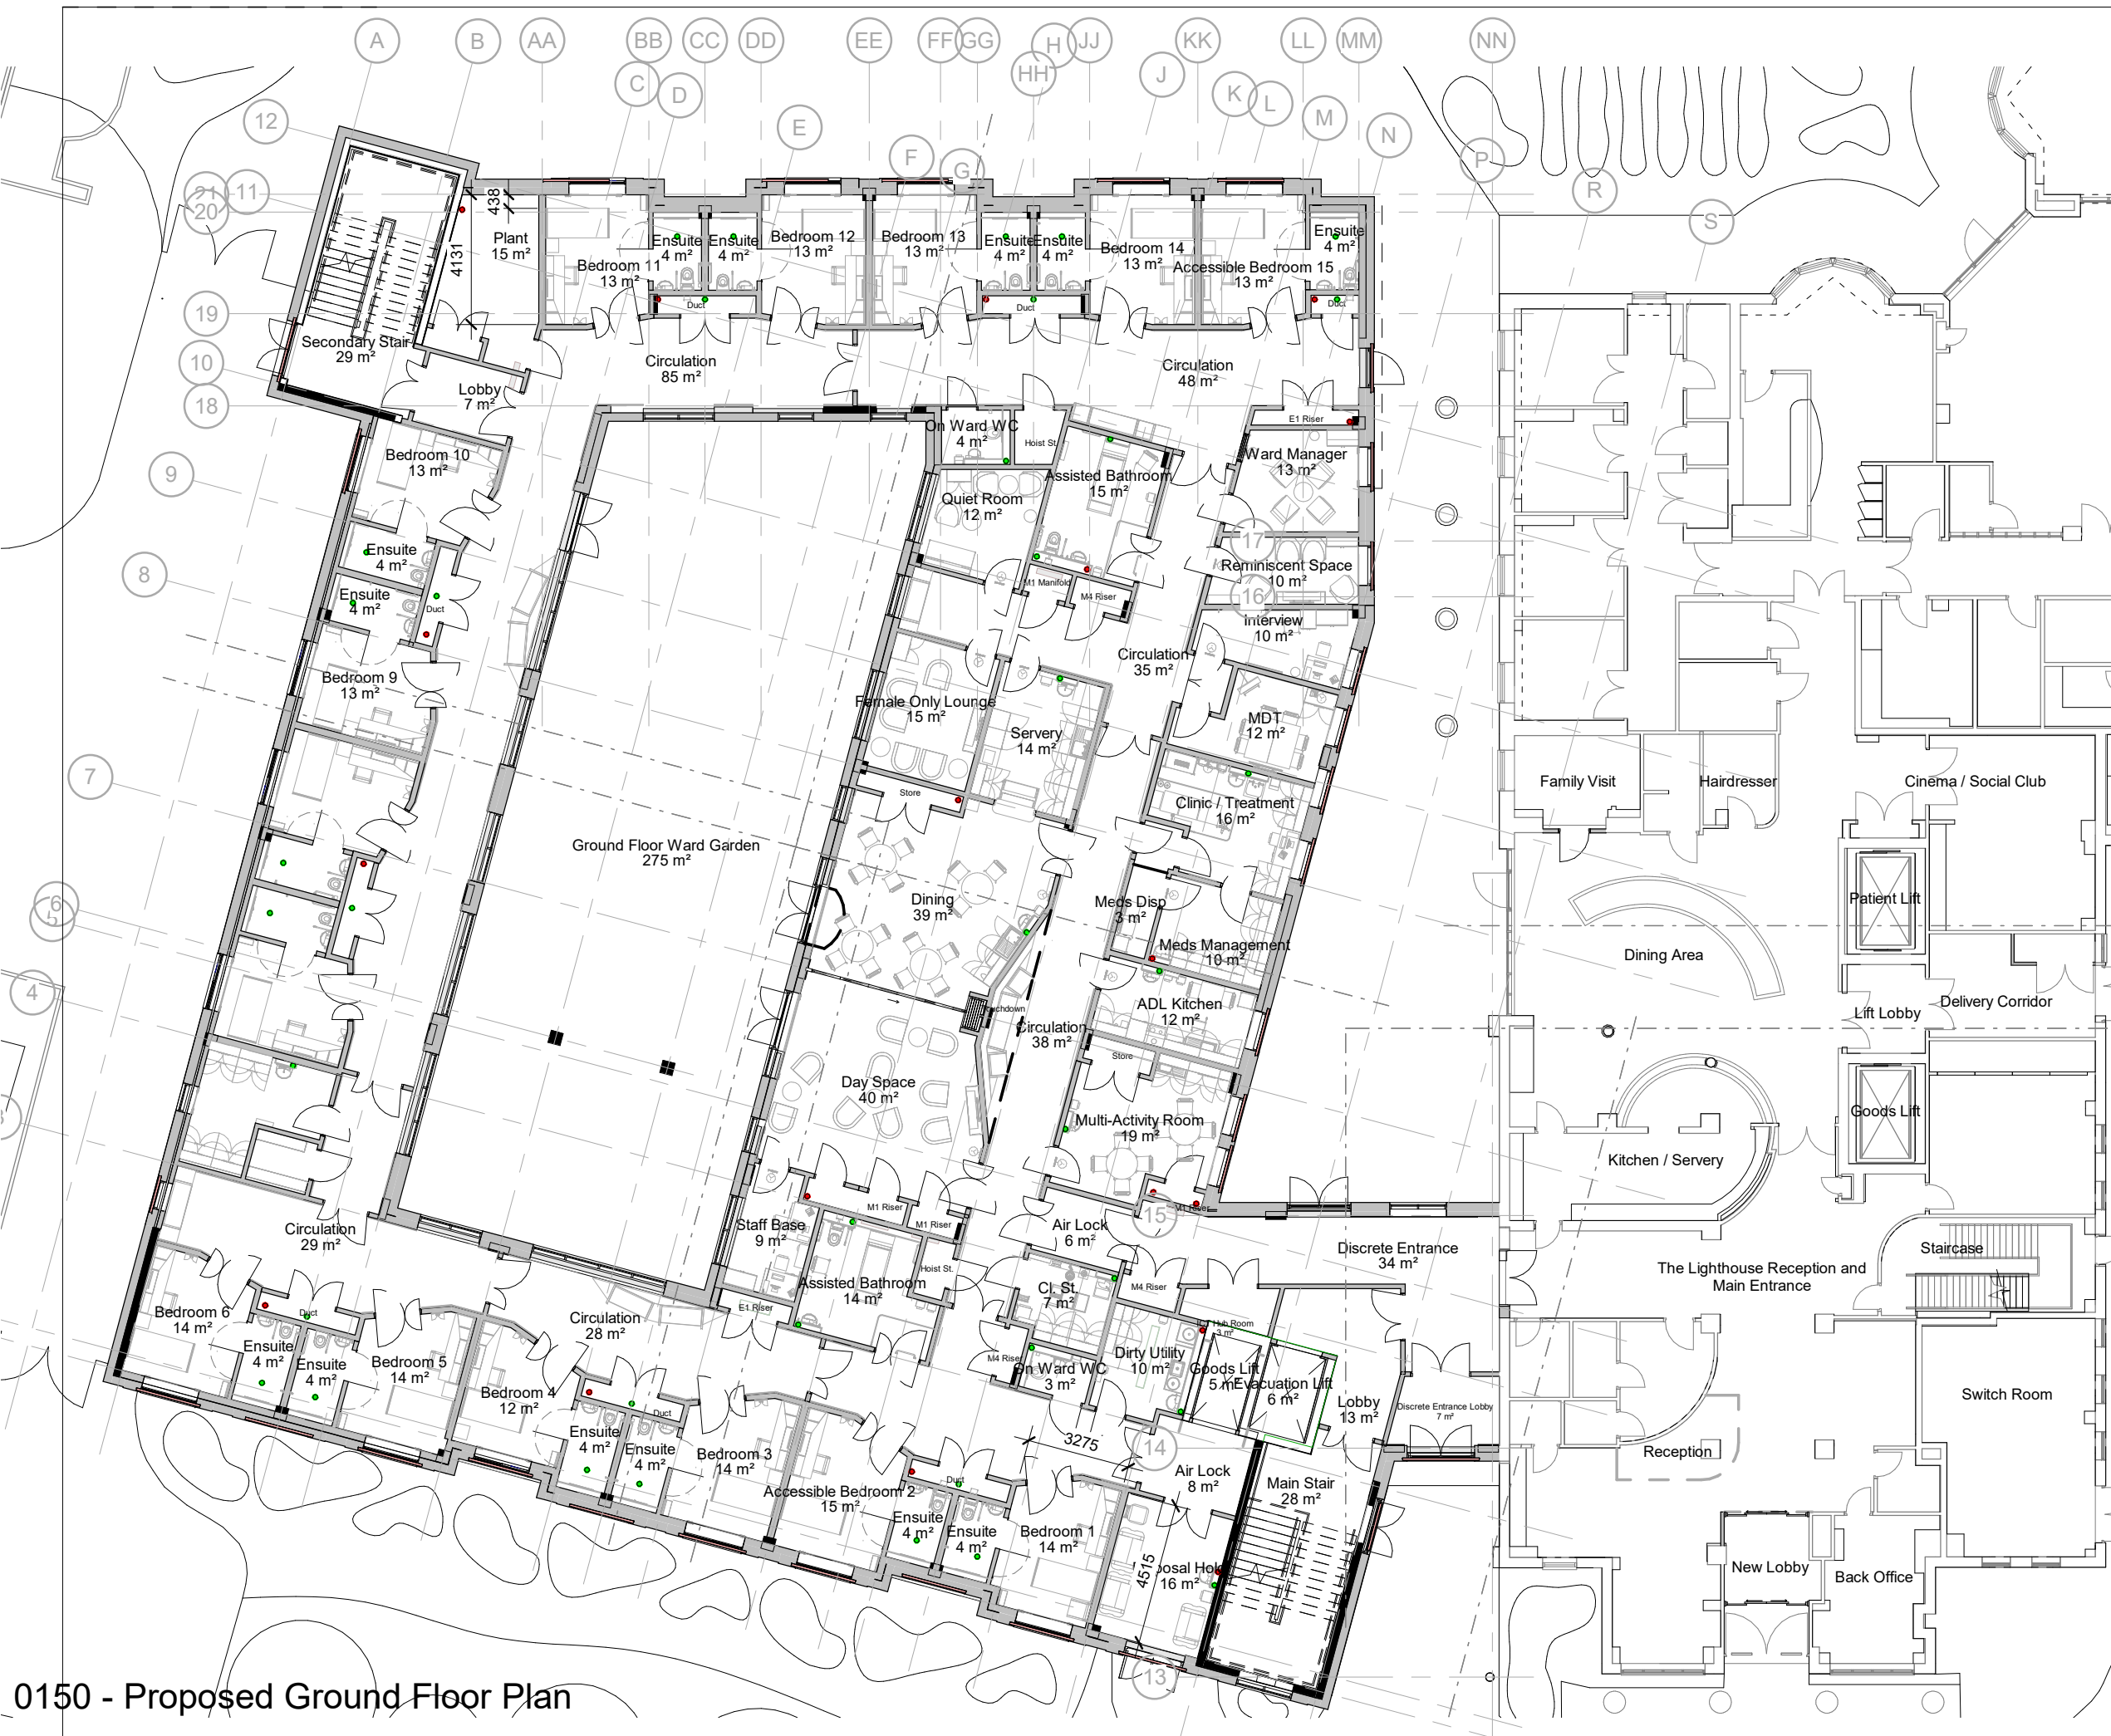 A
B
AA
BB
CC
DD
EE
FF
GG
H
HH
JJ
KK
LL
MM
NN
C
D
E
F
G
J
K
L
M
N
P
R
S
12
21
11
20
19
10
18
9
8
7
6
5
4
17
16
15
14
13
438
4131
Plant
15 m²
Bedroom 11
13 m²
Ensuite
4 m²
Ensuite
4 m²
Duct
Bedroom 12
13 m²
Bedroom 13
13 m²
Ensuite
4 m²
Ensuite
4 m²
Duct
Bedroom 14
13 m²
Accessible Bedroom 15
13 m²
Ensuite
4 m²
Duct
Secondary Stair
29 m²
Lobby
7 m²
Circulation
85 m²
Circulation
48 m²
E1 Riser
On Ward WC
4 m²
Hoist St.
Ward Manager
13 m²
Bedroom 10
13 m²
Assisted Bathroom
15 m²
Quiet Room
12 m²
Ensuite
4 m²
Ensuite
4 m²
Duct
M1 Manifold
M4 Riser
Reminiscent Space
10 m²
Interview
10 m²
Circulation
35 m²
Bedroom 9
13 m²
Female Only Lounge
15 m²
Servery
14 m²
MDT
12 m²
Store
Clinic / Treatment
16 m²
Family Visit
Hairdresser
Cinema / Social Club
Ground Floor Ward Garden
275 m²
Dining
39 m²
Meds Disp
3 m²
Meds Management
10 m²
Patient Lift
Dining Area
ADL Kitchen
12 m²
Circulation
38 m²
Lift Lobby
Delivery Corridor
Store
Day Space
40 m²
Multi-Activity Room
19 m²
Goods Lift
Kitchen / Servery
M1 Riser
M1 Riser
M1 Riser
Staff Base
9 m²
Air Lock
6 m²
Circulation
29 m²
Discrete Entrance
34 m²
Staircase
The Lighthouse Reception and
Main Entrance
Hoist St.
Assisted Bathroom
14 m²
Cl. St.
7 m²
M4 Riser
E1 Riser
Bedroom 6
14 m²
Duct
Ensuite
4 m²
Ensuite
4 m²
Bedroom 5
14 m²
Circulation
28 m²
Hub Room
3 m²
M4 Riser
On Ward WC
3 m²
Dirty Utility
10 m²
Goods Lift
5 m²
Evacuation Lift
6 m²
Lobby
13 m²
Discrete Entrance Lobby
7 m²
Switch Room
Bedroom 4
12 m²
Duct
Ensuite
4 m²
Ensuite
4 m²
Bedroom 3
14 m²
Accessible Bedroom 2
15 m²
3275
Reception
Air Lock
8 m²
Main Stair
28 m²
Duct
Ensuite
4 m²
Ensuite
4 m²
Bedroom 1
14 m²
4515
16 m²
New Lobby
Back Office
0150 - Proposed Ground Floor Plan